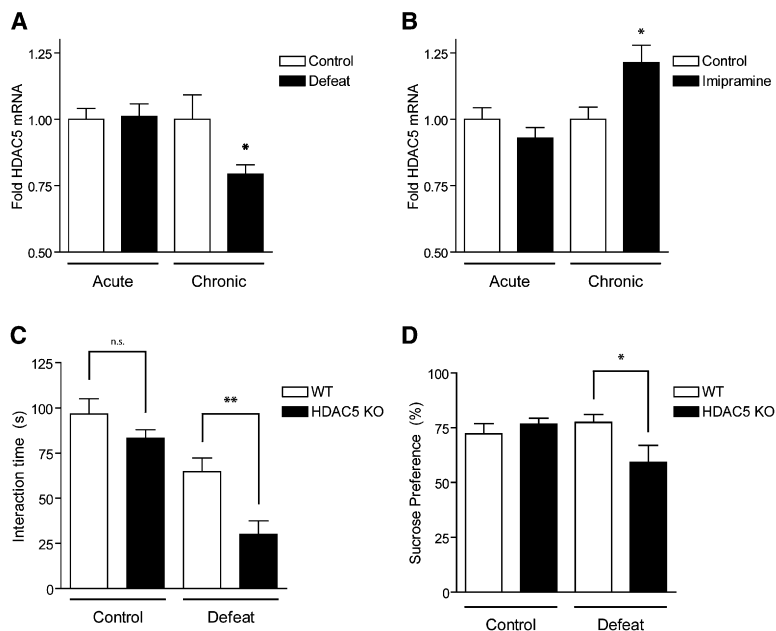 A
Fold HDAC5 mRNA
1.25
1.00
0.75
0.50
Control
Defeat
*
Acute
Chronic
B
Fold HDAC5 mRNA
1.25
1.00
0.75
0.50
*
Control
Imipramine
Acute
Chronic
C
Interaction time (s)
125
100
75
50
25
0
n.s.
**
WT
HDAC5 KO
Control
Defeat
D
Sucrose Preference (%)
100
75
50
25
0
*
WT
HDAC5 KO
Control
Defeat